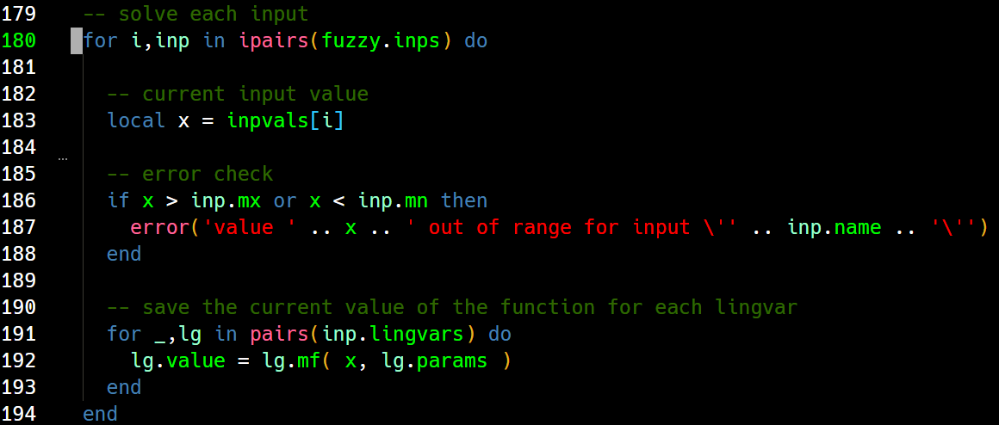 179 -- solve each input
180 for i,inp in ipairs(fuzzy.inps) do
181
182 -- current input value
183 local x = inpvals[i]
184
185 -- error check
186 if x > inp.mx or x < inp.mn then
187 error('value ' .. x .. ' out of range for input \'' .. inp.name .. '\'')
188 end
189
190 -- save the current value of the function for each lingvar
191 for _,lg in pairs(inp.lingvars) do
192 lg.value = lg.mf( x, lg.params )
193 end
194 end